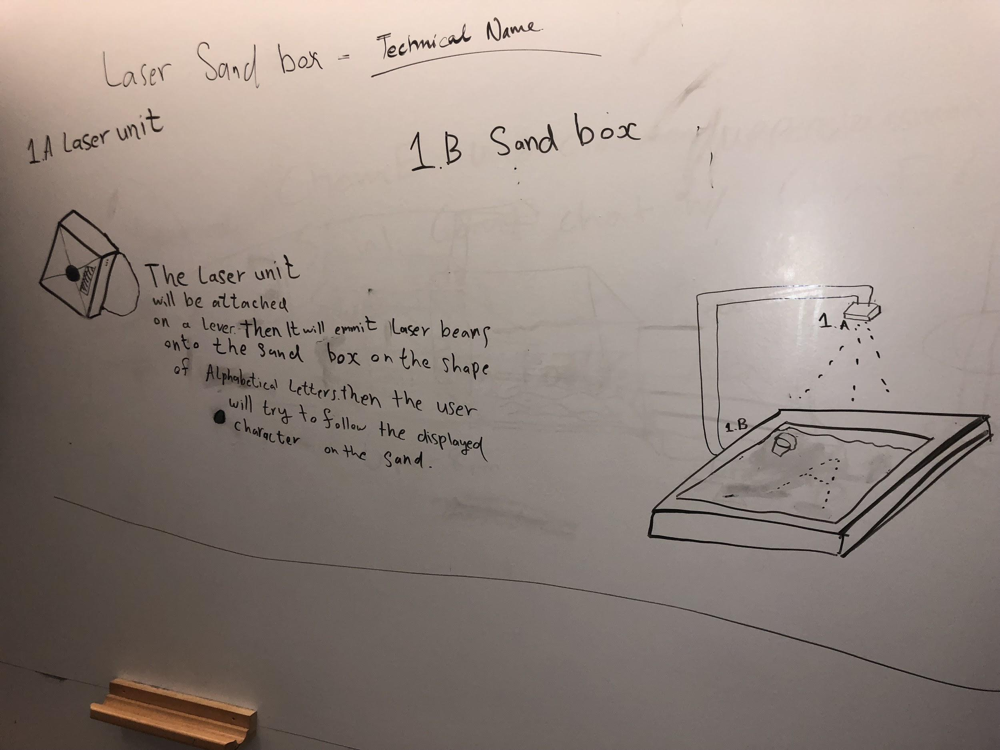 Laser Sand box = Technical Name.
1.A Laser unit
1.B Sand box
The Laser unit
will be attached
on a Lever. then It will emmit Laser beams
onto the sand box on the shape
of Alphabetical Letters. then the user
will try to follow the displayed
character on the sand.
1.A
1.B
A